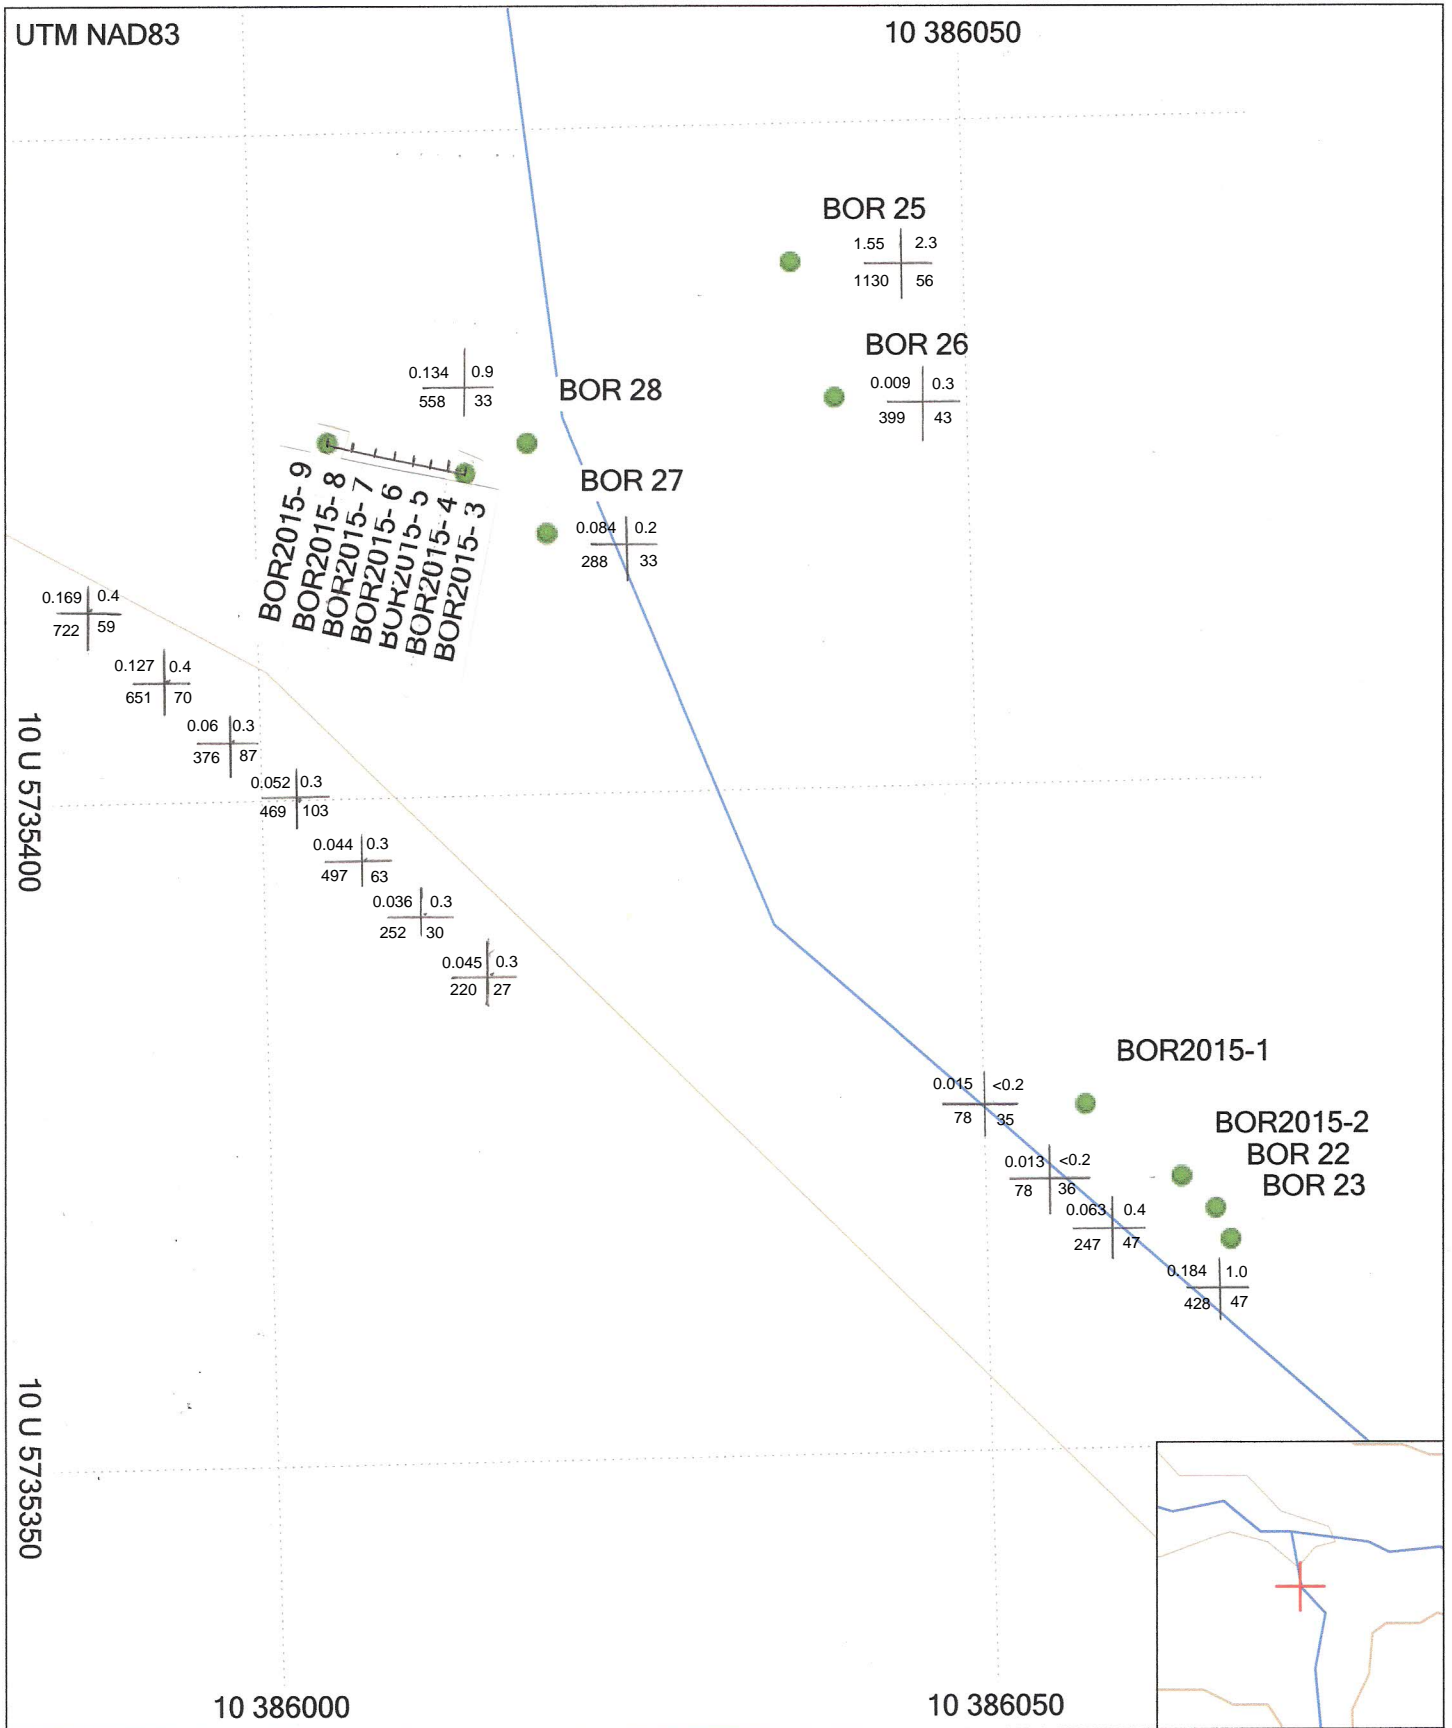 UTM NAD83
10 386050
BOR 25
1.55 2.3
1130 56
BOR 26
0.009 0.3
399 43
0.134 0.9
558 33
BOR 28
BOR 27
0.084 0.2
288 33
BOR2015- 9
BOR2015- 8
BOR2015- 7
BOR2015- 6
BOR2015- 5
BOR2015- 4
BOR2015- 3
0.169 0.4
722 59
0.127 0.4
651 70
0.06 0.3
376 87
0.052 0.3
469 103
0.044 0.3
497 63
0.036 0.3
252 30
0.045 0.3
220 27
10 U 5735400
BOR2015-1
0.015 <0.2
78 35
BOR2015-2
BOR 22
BOR 23
0.013 <0.2
78 36
0.063 0.4
247 47
0.184 1.0
428 47
10 U 5735350
10 386000
10 386050